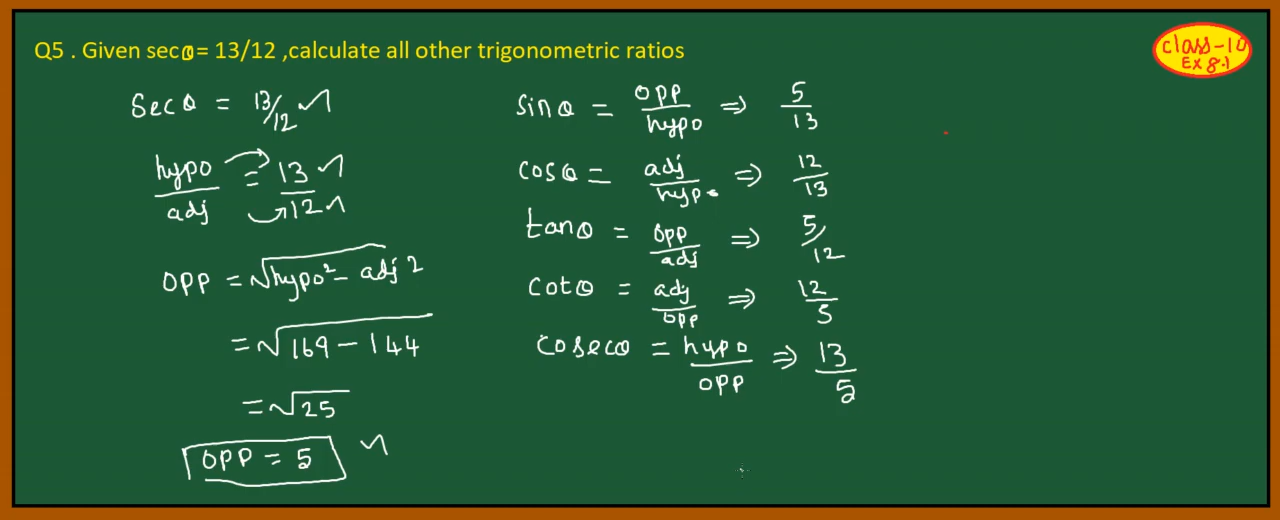 Q5 . Given secθ= 13/12 ,calculate all other trigonometric ratios
class-10
Ex 8.1
Secθ = 13/12
hypo/adj = 13/12
opp = √hypo² - adj2
= √169 - 144
= √25
opp = 5
sinθ = opp/hypo ⇒ 5/13
cosθ = adj/hypo ⇒ 12/13
tanθ = opp/adj ⇒ 5/12
cotθ = adj/opp ⇒ 12/5
cosecθ = hypo/opp ⇒ 13/5